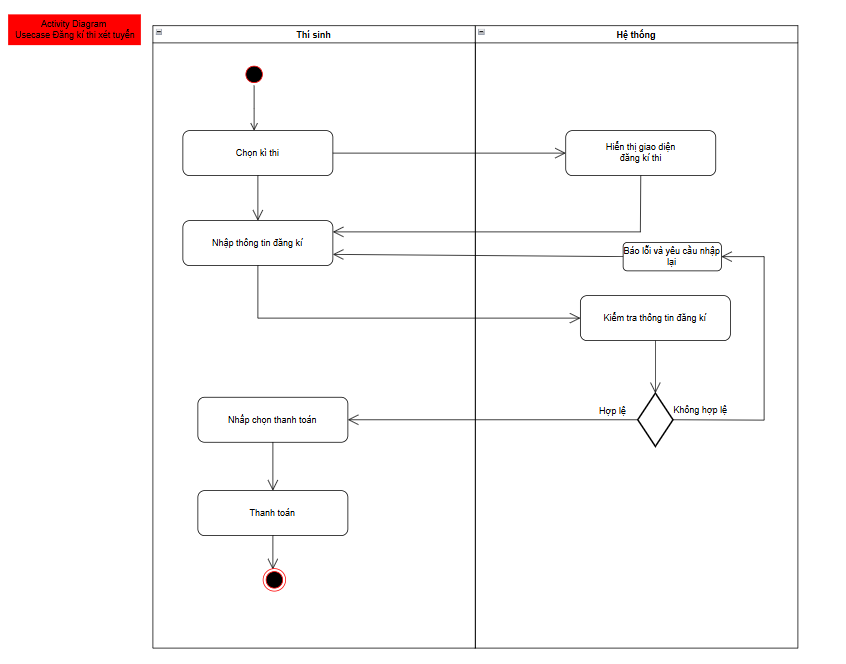 Activity Diagram
Usecase Đăng kí thi xét tuyển
Thí sinh
Hệ thống
Chọn kì thi
Hiển thị giao diện
đăng kí thi
Nhập thông tin đăng kí
Báo lỗi và yêu cầu nhập
lại
Kiểm tra thông tin đăng kí
Hợp lệ
Không hợp lệ
Nhấp chọn thanh toán
Thanh toán